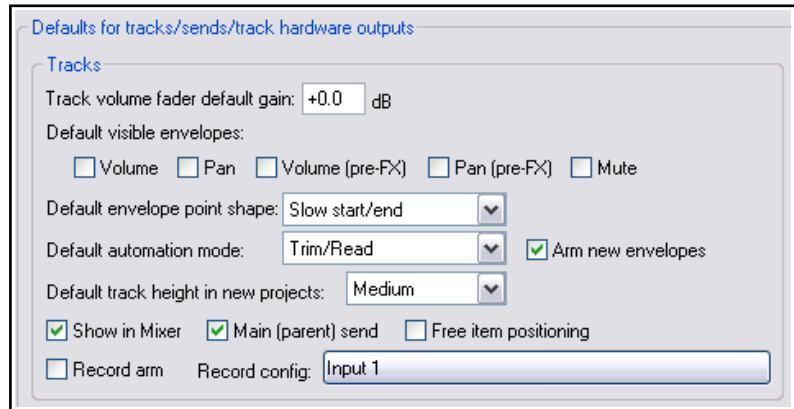 Defaults for tracks/sends/track hardware outputs
Tracks
Track volume fader default gain: +0.0 dB
Default visible envelopes:
Volume Pan Volume (pre-FX) Pan (pre-FX) Mute
Default envelope point shape: Slow start/end
Default automation mode: Trim/Read Arm new envelopes
Default track height in new projects: Medium
Show in Mixer Main (parent) send Free item positioning
Record arm Record config: Input 1